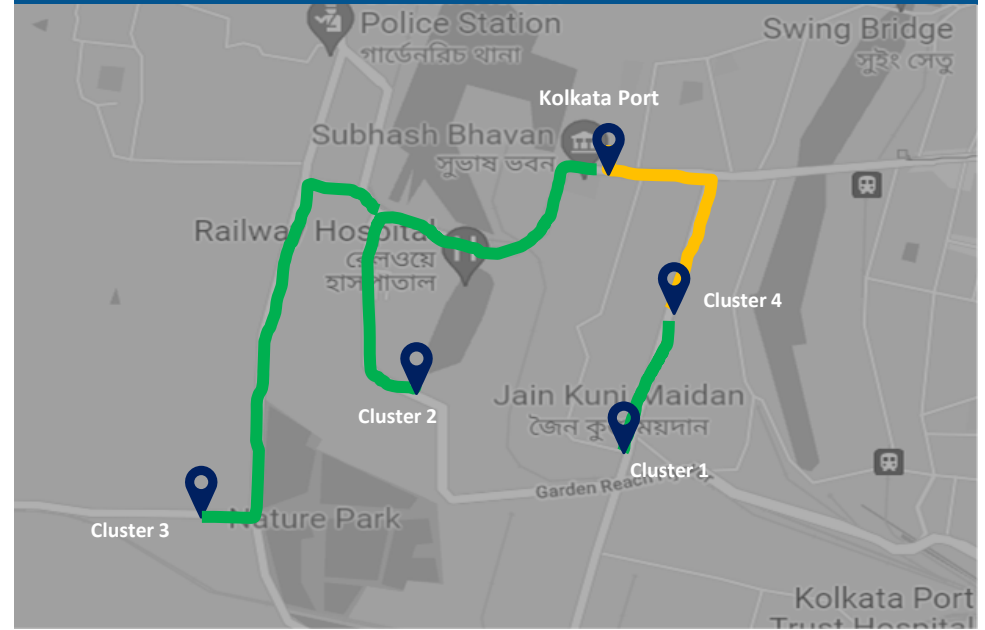 Police Station
গার্ডেনরিচ থানা
Swing Bridge
সুইং সেতু
Kolkata Port
Subhash Bhavan
সুভাষ ভবন
Railway Hospital
রেলওয়ে
হাসপাতাল
Cluster 4
Jain Kunj Maidan
জৈন কুঞ্জ ময়দান
Cluster 2
Cluster 1
Garden Reach
Nature Park
Cluster 3
Kolkata Port
Trust Hospital